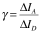 γ = ΔI_A / ΔI_D